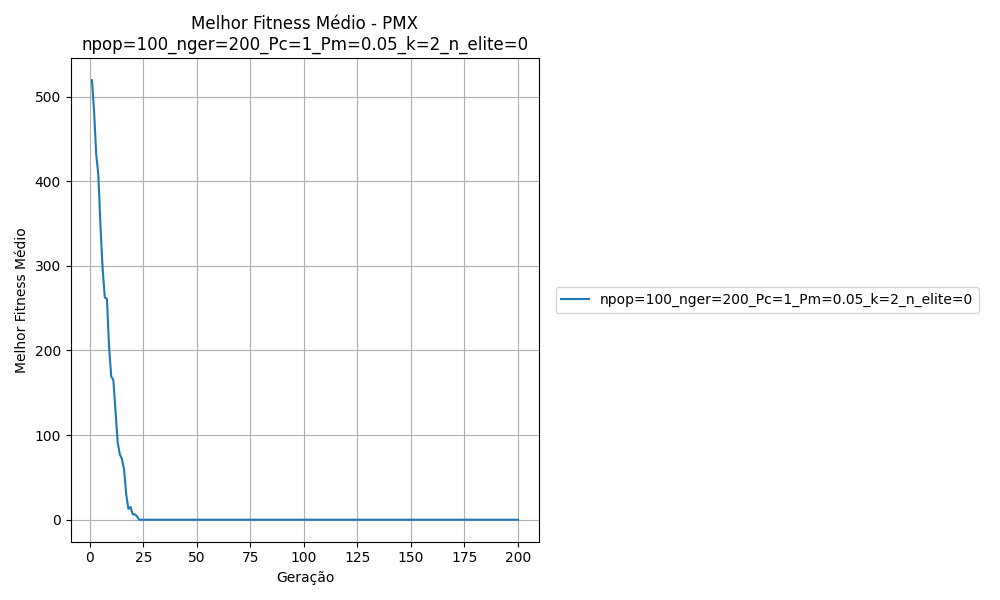 Melhor Fitness Médio - PMX
npop=100_nger=200_Pc=1_Pm=0.05_k=2_n_elite=0
Melhor Fitness Médio
500
400
300
200
100
0
0 25 50 75 100 125 150 175 200
Geração
npop=100_nger=200_Pc=1_Pm=0.05_k=2_n_elite=0